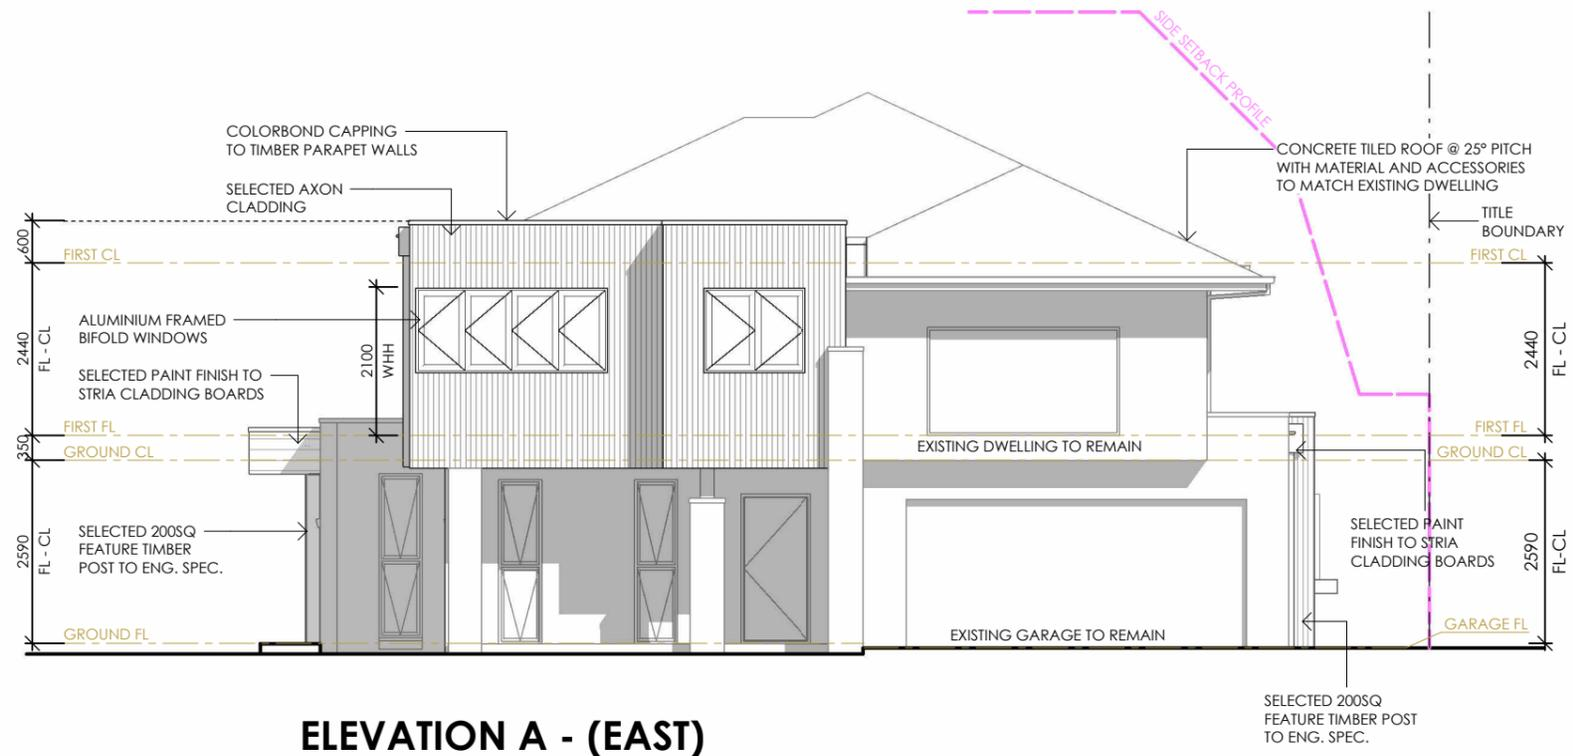 SIDE SETBACK PROFILE
COLORBOND CAPPING
TO TIMBER PARAPET WALLS
SELECTED AXON
CLADDING
CONCRETE TILED ROOF @ 25° PITCH
WITH MATERIAL AND ACCESSORIES
TO MATCH EXISTING DWELLING
TITLE
BOUNDARY
600
FIRST CL
FIRST CL
ALUMINIUM FRAMED
BIFOLD WINDOWS
2440
FL - CL
2100
WHH
2440
FL - CL
SELECTED PAINT FINISH TO
STRIA CLADDING BOARDS
FIRST FL
FIRST FL
350
GROUND CL
GROUND CL
EXISTING DWELLING TO REMAIN
SELECTED 200SQ
FEATURE TIMBER
POST TO ENG. SPEC.
2590
FL - CL
SELECTED PAINT
FINISH TO STRIA
CLADDING BOARDS
2590
FL-CL
GROUND FL
EXISTING GARAGE TO REMAIN
GARAGE FL
SELECTED 200SQ
FEATURE TIMBER POST
TO ENG. SPEC.
ELEVATION A - (EAST)